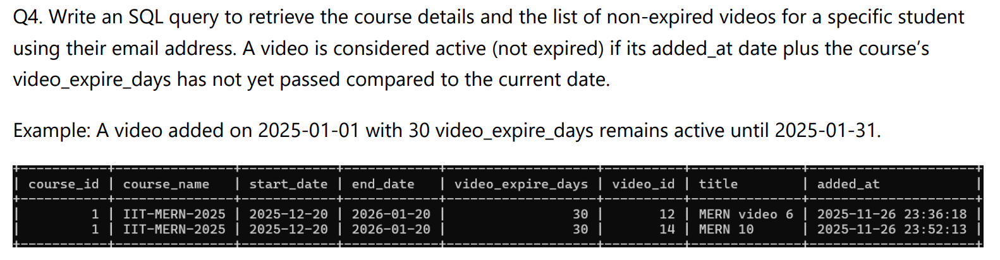 Q4. Write an SQL query to retrieve the course details and the list of non-expired videos for a specific student
using their email address. A video is considered active (not expired) if its added_at date plus the course’s
video_expire_days has not yet passed compared to the current date.
Example: A video added on 2025-01-01 with 30 video_expire_days remains active until 2025-01-31.
| course_id | course_name | start_date | end_date | video_expire_days | video_id | title | added_at |
| 1 | IIT-MERN-2025 | 2025-12-20 | 2026-01-20 | 30 | 12 | MERN video 6 | 2025-11-26 23:36:18 |
| 1 | IIT-MERN-2025 | 2025-12-20 | 2026-01-20 | 30 | 14 | MERN 10 | 2025-11-26 23:52:13 |